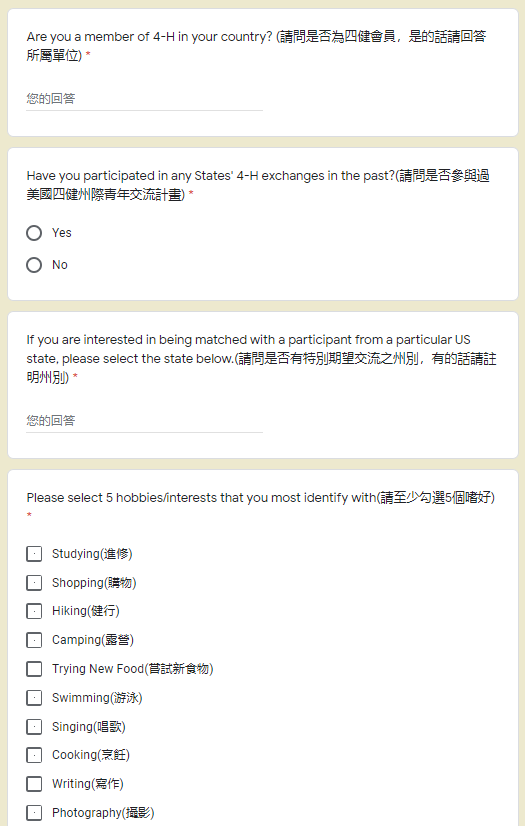 Are you a member of 4-H in your country? (請問是否為四健會員，是的話請回答
所屬單位) *
您的回答
Have you participated in any States' 4-H exchanges in the past?(請問是否參與過
美國四健州際青年交流計畫) *
Yes
No
If you are interested in being matched with a participant from a particular US
state, please select the state below.(請問是否有特別期望交流之州別，有的話請註
明州別) *
您的回答
Please select 5 hobbies/interests that you most identify with(請至少勾選5個嗜好)
*
Studying(進修)
Shopping(購物)
Hiking(健行)
Camping(露營)
Trying New Food(嘗試新食物)
Swimming(游泳)
Singing(唱歌)
Cooking(烹飪)
Writing(寫作)
Photography(攝影)